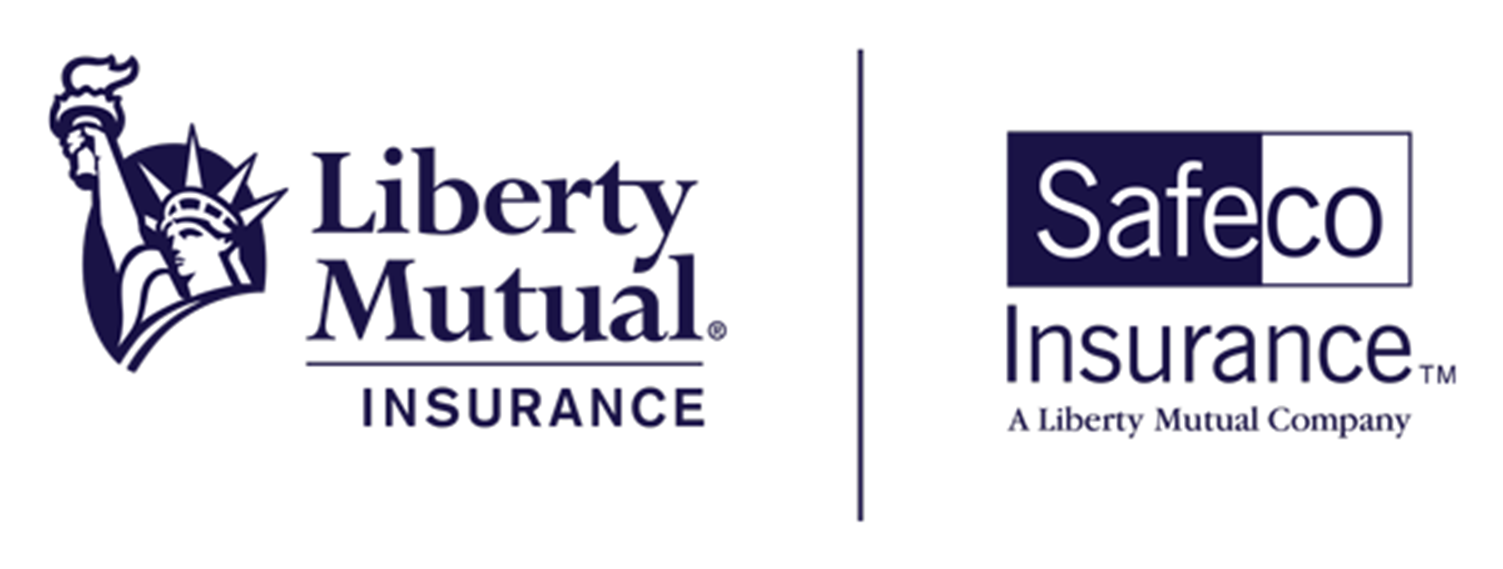 Liberty
Mutual®
INSURANCE
Safeco
Insurance™
A Liberty Mutual Company